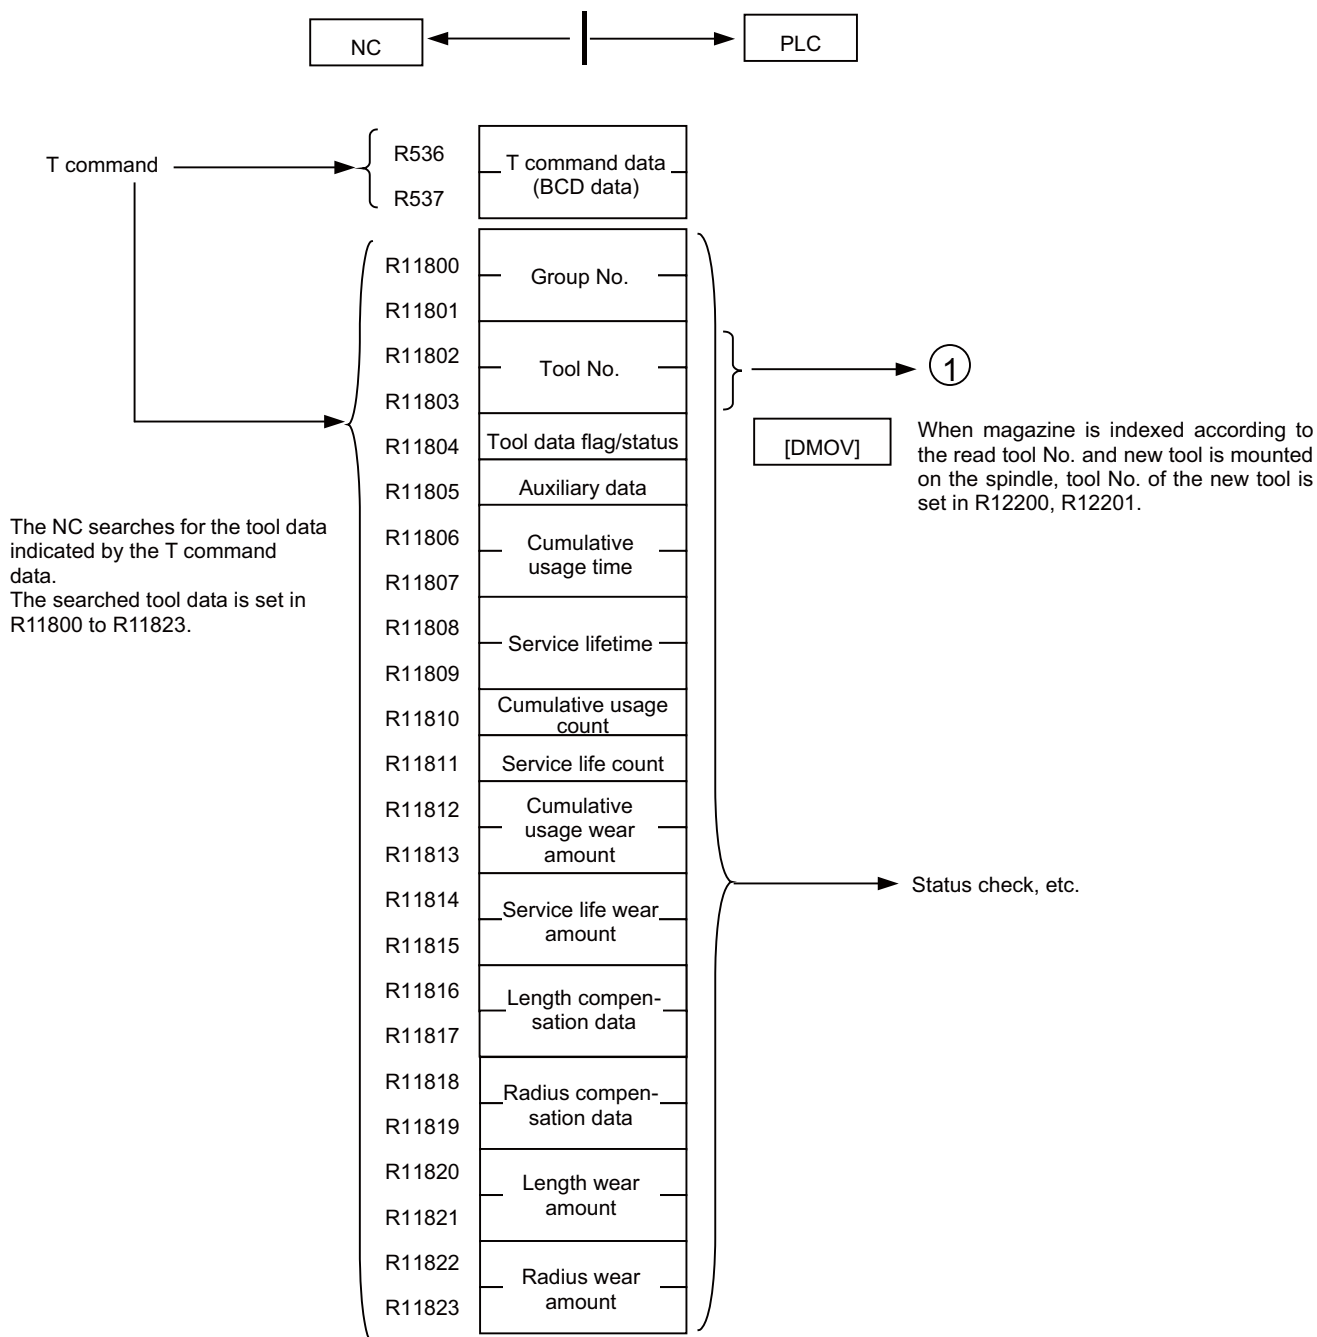 NC
PLC
T command
R536
R537
T command data
(BCD data)
R11800
R11801
Group No.
R11802
R11803
Tool No.
1
[DMOV]
When magazine is indexed according to
the read tool No. and new tool is mounted
on the spindle, tool No. of the new tool is
set in R12200, R12201.
R11804
Tool data flag/status
R11805
Auxiliary data
The NC searches for the tool data
indicated by the T command
data.
The searched tool data is set in
R11800 to R11823.
R11806
R11807
Cumulative
usage time
R11808
R11809
Service lifetime
R11810
Cumulative usage
count
R11811
Service life count
R11812
R11813
Cumulative
usage wear
amount
Status check, etc.
R11814
R11815
Service life wear
amount
R11816
R11817
Length compen-
sation data
R11818
R11819
Radius compen-
sation data
R11820
R11821
Length wear
amount
R11822
R11823
Radius wear
amount